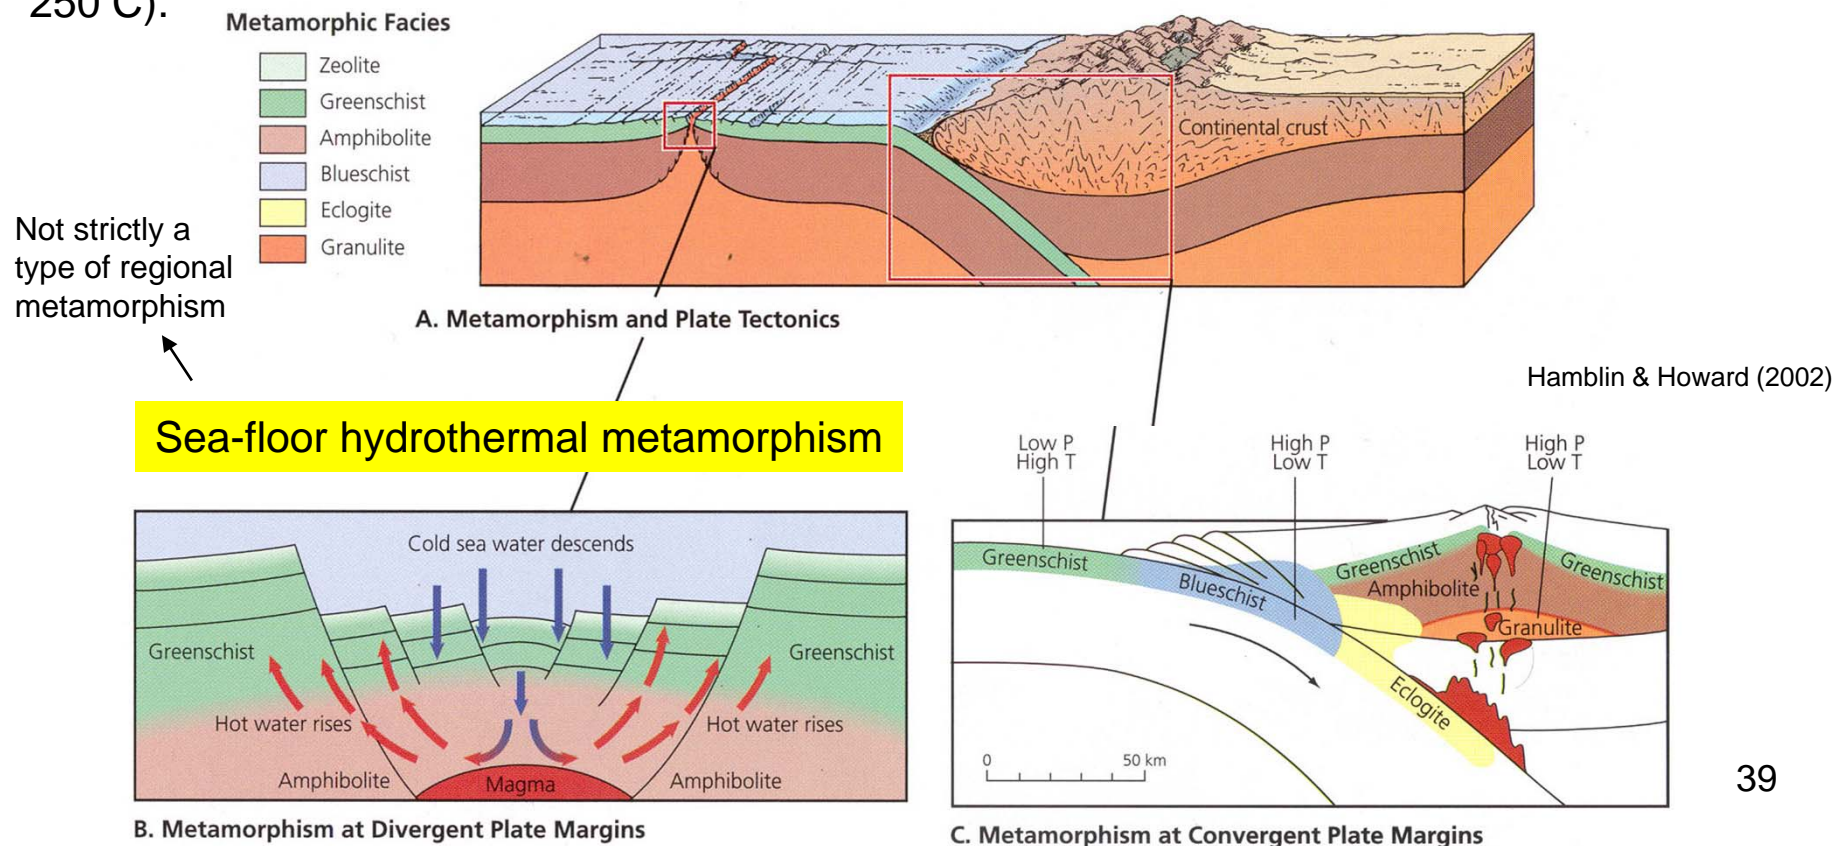 250 C).
Metamorphic Facies
Zeolite
Greenschist
Amphibolite
Blueschist
Eclogite
Granulite
Continental crust
Not strictly a
type of regional
metamorphism
A. Metamorphism and Plate Tectonics
Hamblin & Howard (2002)
Sea-floor hydrothermal metamorphism
Cold sea water descends
Greenschist
Greenschist
Hot water rises
Hot water rises
Amphibolite
Magma
Amphibolite
B. Metamorphism at Divergent Plate Margins
Low P
High T
High P
Low T
High P
Low T
Greenschist
Blueschist
Greenschist
Amphibolite
Greenschist
Granulite
Eclogite
0
50 km
C. Metamorphism at Convergent Plate Margins
39